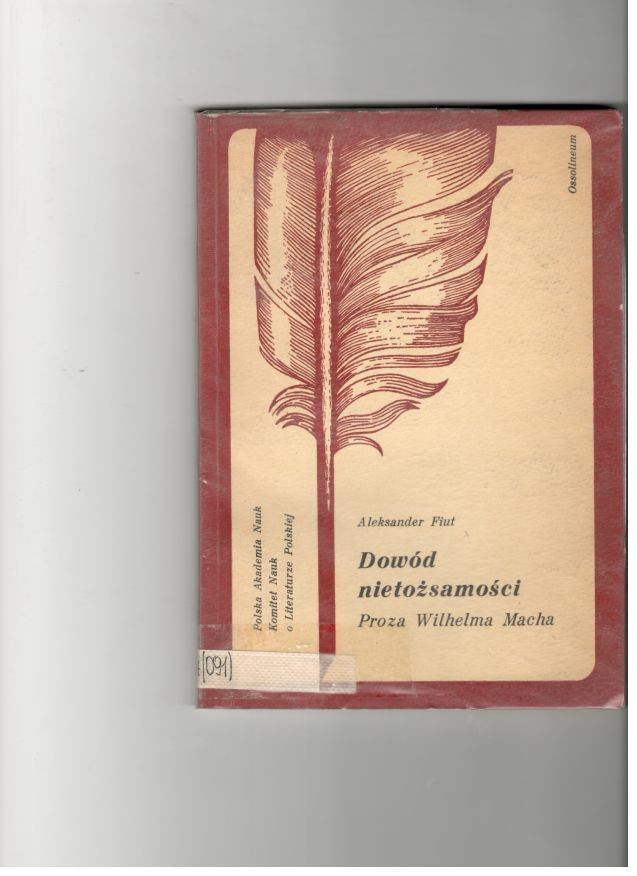 Ossolineum
Polska Akademia Nauk
Komitet Nauk
o Literaturze Polskiej
Aleksander Fiut
Dowód
nietożsamości
Proza Wilhelma Macha
(091)